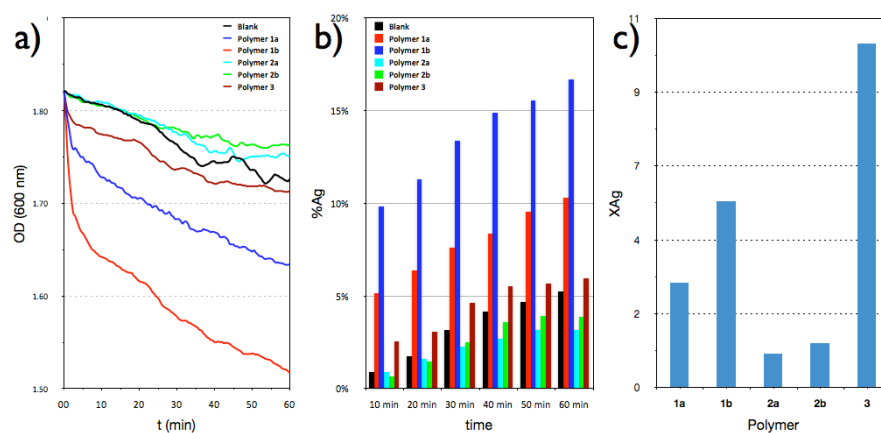 a)
Blank
Polymer 1a
Polymer 1b
Polymer 2a
Polymer 2b
Polymer 3
OD (600 nm)
1.80
1.70
1.60
1.50
00 10 20 30 40 50 60
t (min)
b)
Blank
Polymer 1a
Polymer 1b
Polymer 2a
Polymer 2b
Polymer 3
%Ag
20%
15%
10%
5%
0%
10 min 20 min 30 min 40 min 50 min 60 min
time
c)
XAg
11
9
7
4
2
0
1a 1b 2a 2b 3
Polymer